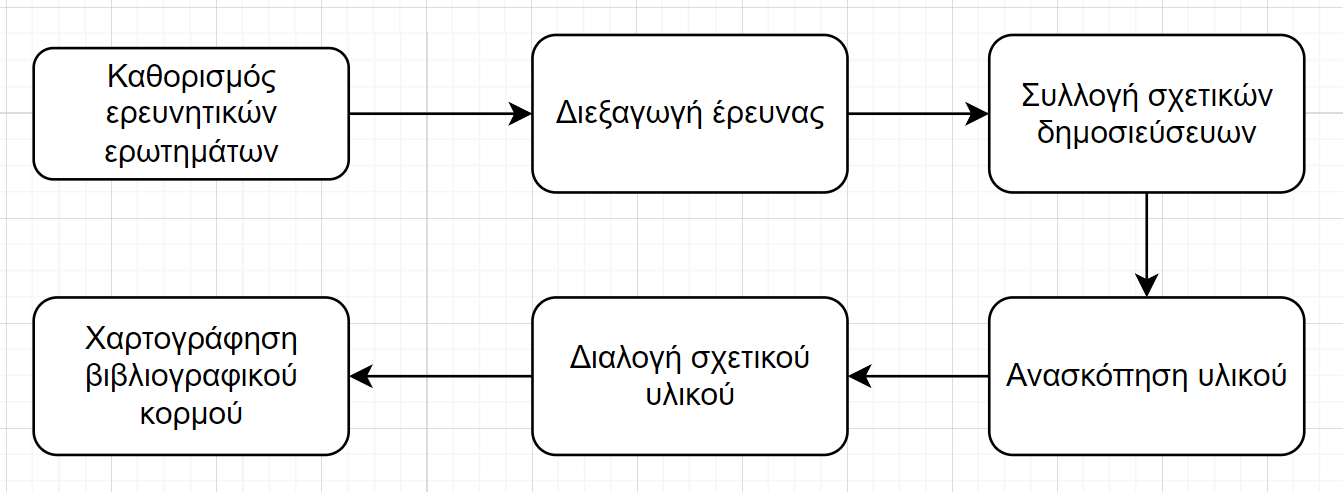 Καθορισμός
ερευνητικών
ερωτημάτων
Διεξαγωγή έρευνας
Συλλογή σχετικών
δημοσιεύσευων
Ανασκόπηση υλικού
Διαλογή σχετικού
υλικού
Χαρτογράφηση
βιβλιογραφικού
κορμού